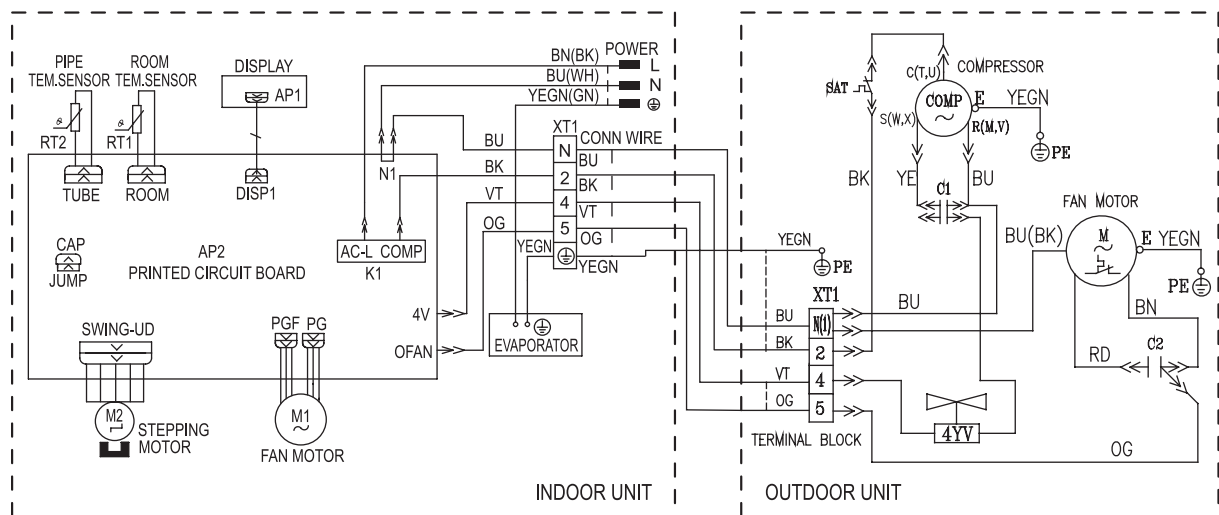 PIPE
TEM.SENSOR
RT2
TUBE
ROOM
TEM.SENSOR
RT1
ROOM
DISPLAY
AP1
DISP1
BN(BK)
BU(WH)
YEGN(GN)
POWER
L
N
N1
AC-L COMP
K1
CAP
JUMP
AP2
PRINTED CIRCUIT BOARD
4V
OFAN
SWING-UD
M2
STEPPING
MOTOR
PGF
PG
M1
FAN MOTOR
BU
BK
VT
OG
YEGN
XT1
N
2
4
5
CONN WIRE
BU
BK
VT
OG
YEGN
EVAPORATOR
INDOOR UNIT
YEGN
PE
BU
BK
VT
OG
XT1
N(1)
2
4
5
TERMINAL BLOCK
SAT
C(T,U)
COMPRESSOR
COMP
E
YEGN
S(W,X)
R(M,V)
PE
BK
YE
C1
BU
BU
FAN MOTOR
BU(BK)
M
E
YEGN
PE
BN
RD
C2
4YV
OG
OUTDOOR UNIT